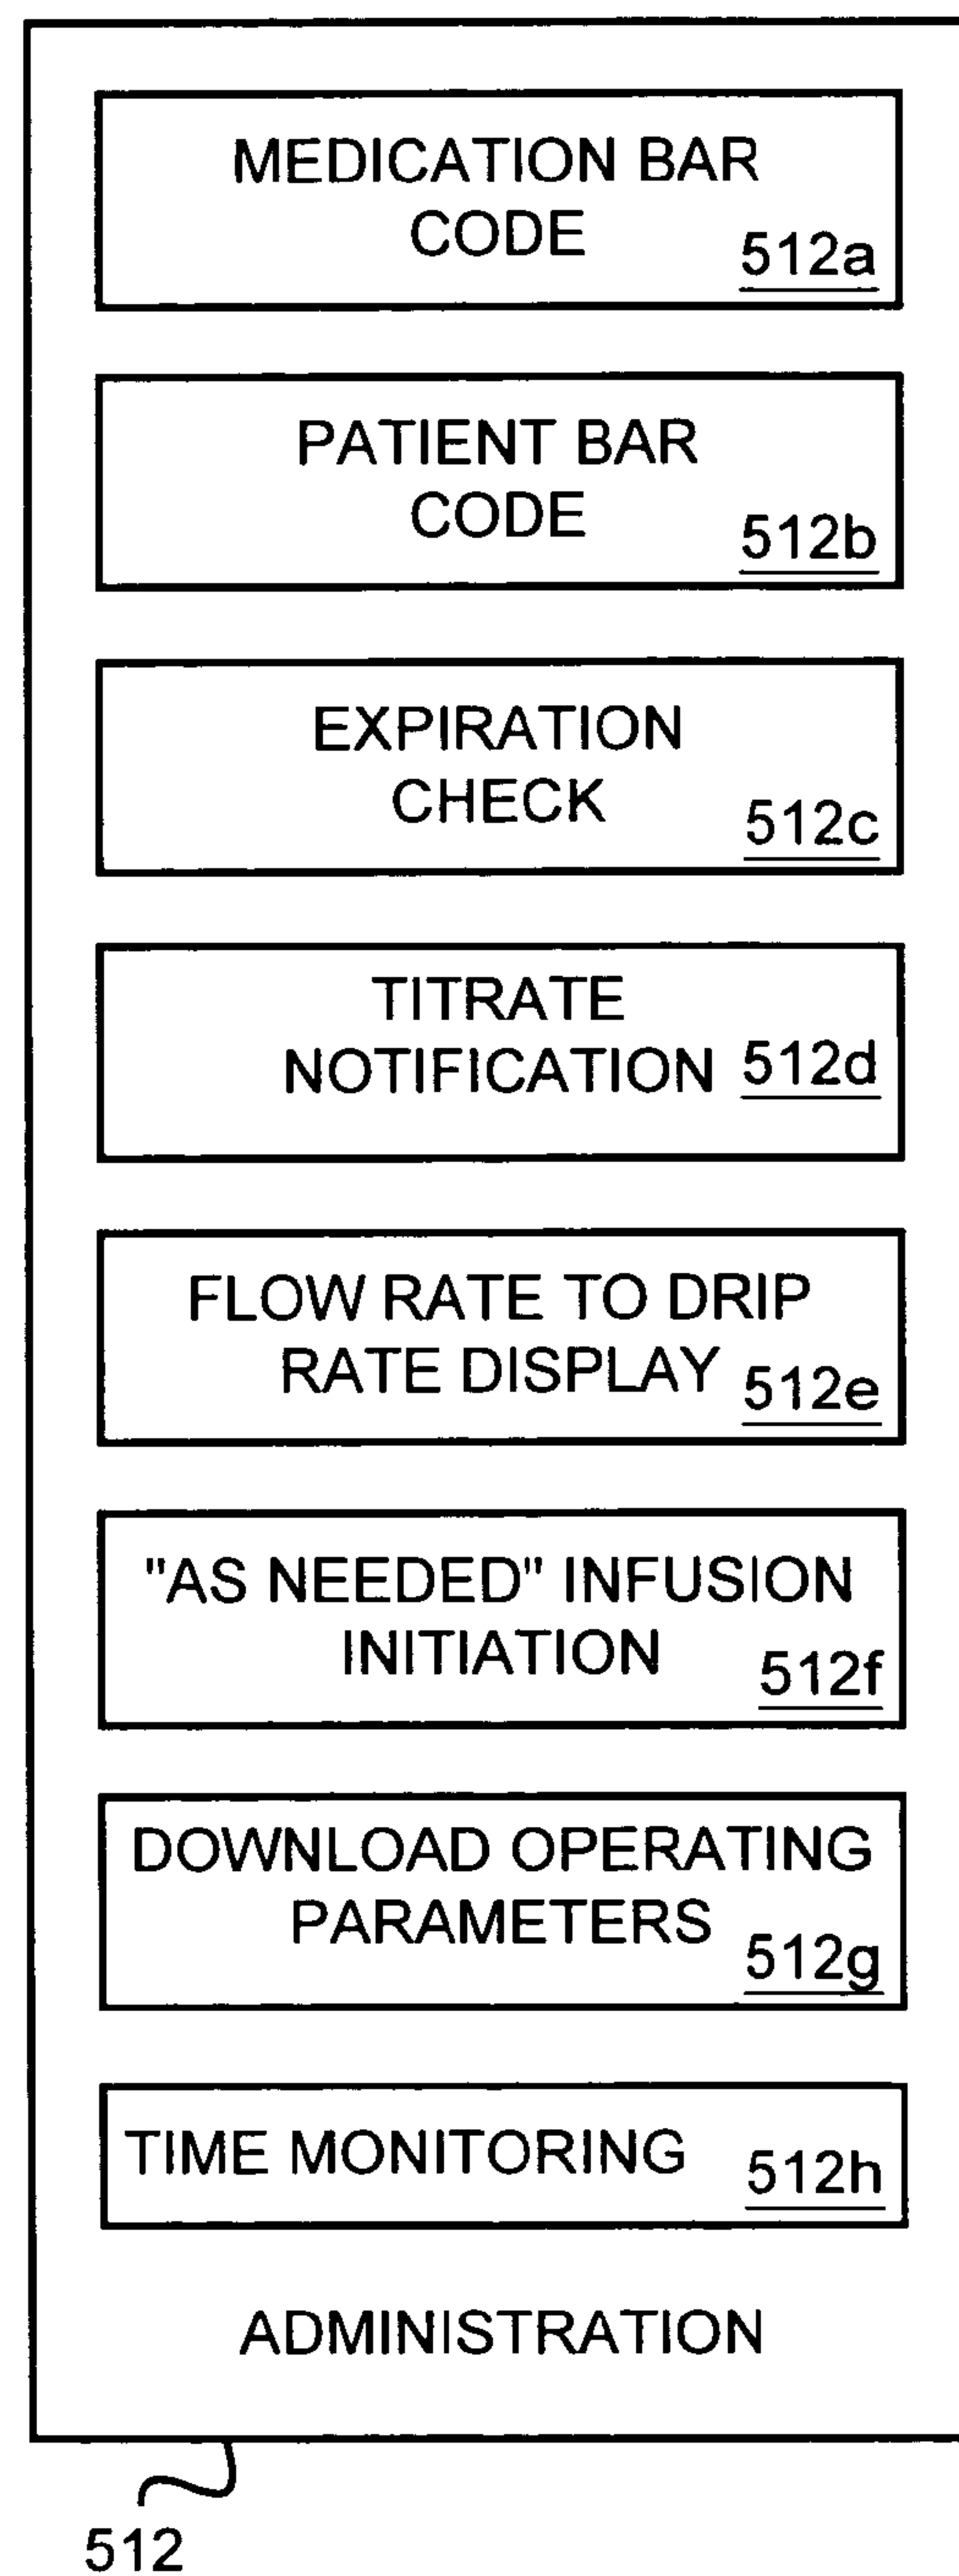 MEDICATION BAR
CODE
512a
PATIENT BAR
CODE
512b
EXPIRATION
CHECK
512c
TITRATE
NOTIFICATION 512d
FLOW RATE TO DRIP
RATE DISPLAY 512e
"AS NEEDED" INFUSION
INITIATION
512f
DOWNLOAD OPERATING
PARAMETERS
512g
TIME MONITORING 512h
ADMINISTRATION
512